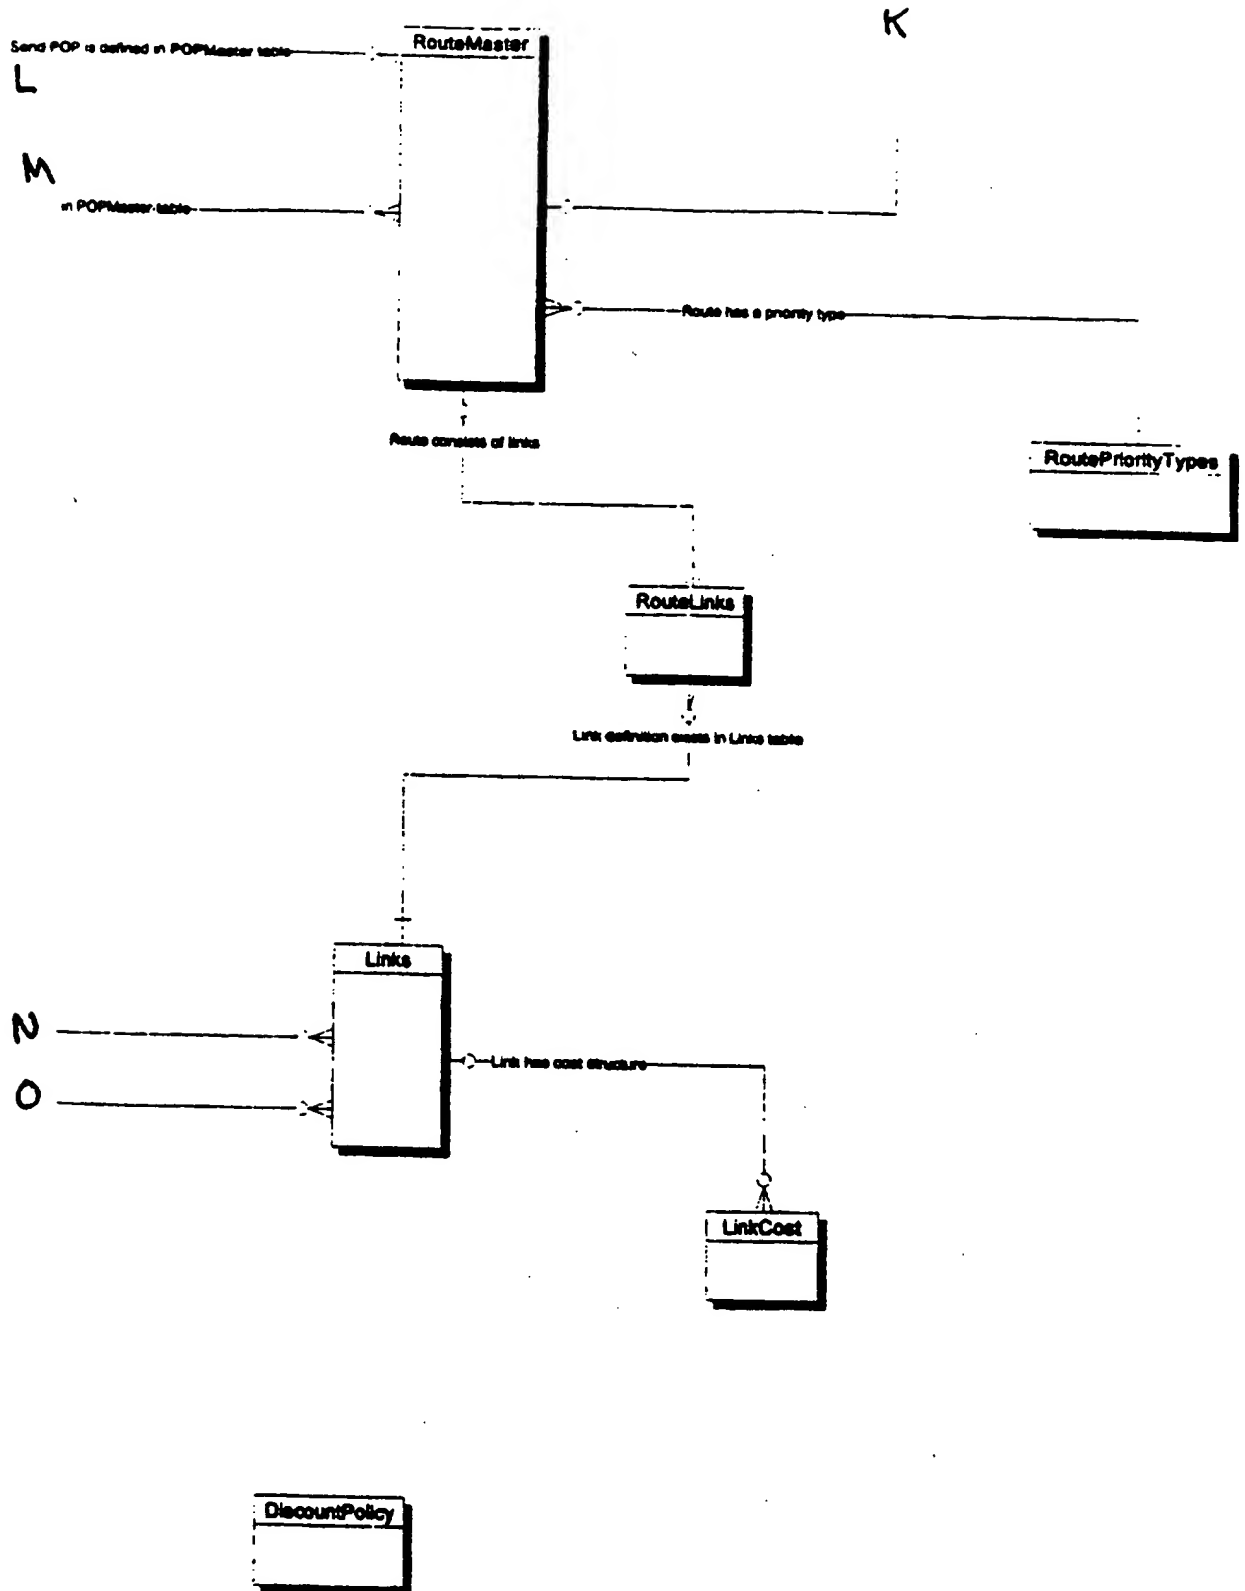 K
RouteMaster
Send POP is defined in POPMaster table
L
M
in POPMaster table
Route has a priority type
Route consists of links
RoutePriorityTypes
RouteLinks
Link definition exists in Links table
Links
N
Link has cost structure
O
LinkCost
DiscountPolicy